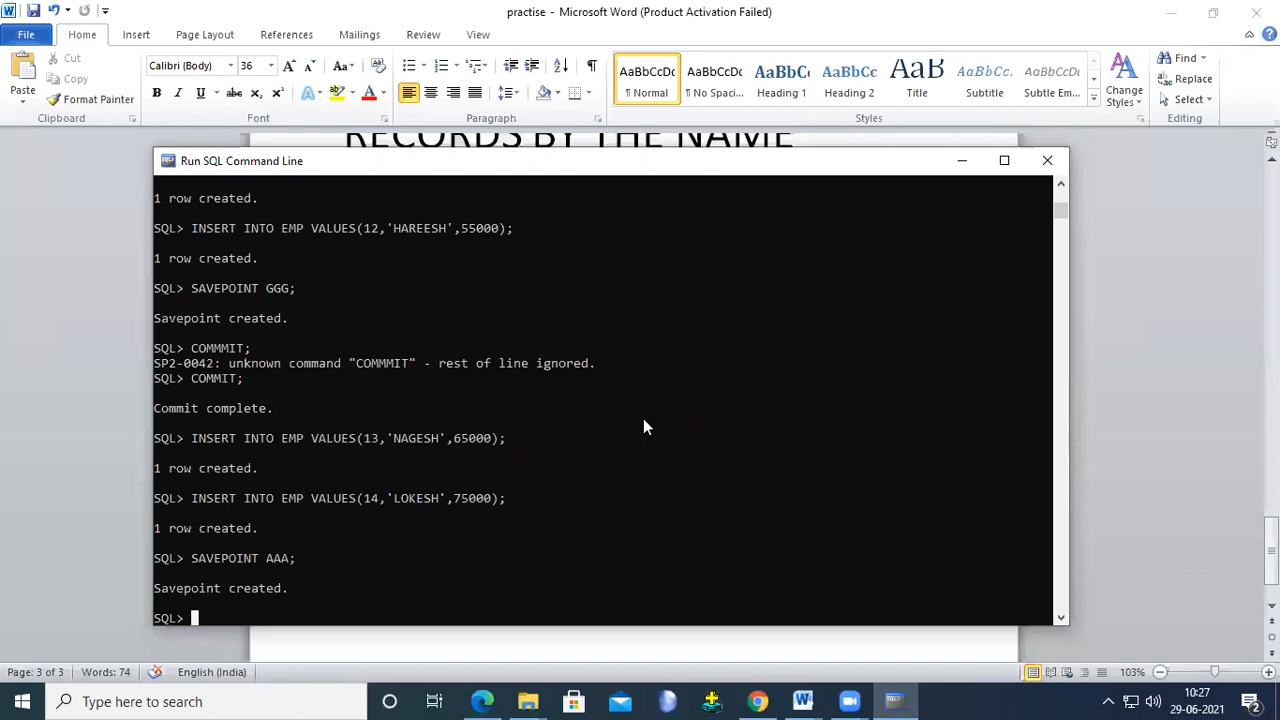 practise - Microsoft Word (Product Activation Failed)
File Home Insert Page Layout References Mailings Review View
Cut
Copy
Format Painter
Paste
Clipboard
Calibri (Body) 36
Font
Paragraph
AaBbCcDc AaBbCcDc AaBbCc AaBbCc AaB AaBbCcDc AaBbCcDc
¶ Normal ¶ No Spaci... Heading 1 Heading 2 Title Subtitle Subtle Em...
Change Styles
Styles
Find
Replace
Select
Editing
RECORDS BY THE NAME
Run SQL Command Line
1 row created.
SQL> INSERT INTO EMP VALUES(12,'HAREESH',55000);
1 row created.
SQL> SAVEPOINT GGG;
Savepoint created.
SQL> COMMMIT;
SP2-0042: unknown command "COMMMIT" - rest of line ignored.
SQL> COMMIT;
Commit complete.
SQL> INSERT INTO EMP VALUES(13,'NAGESH',65000);
1 row created.
SQL> INSERT INTO EMP VALUES(14,'LOKESH',75000);
1 row created.
SQL> SAVEPOINT AAA;
Savepoint created.
SQL>
Page: 3 of 3 Words: 74 English (India) 103%
Type here to search
10:27
29-06-2021
2